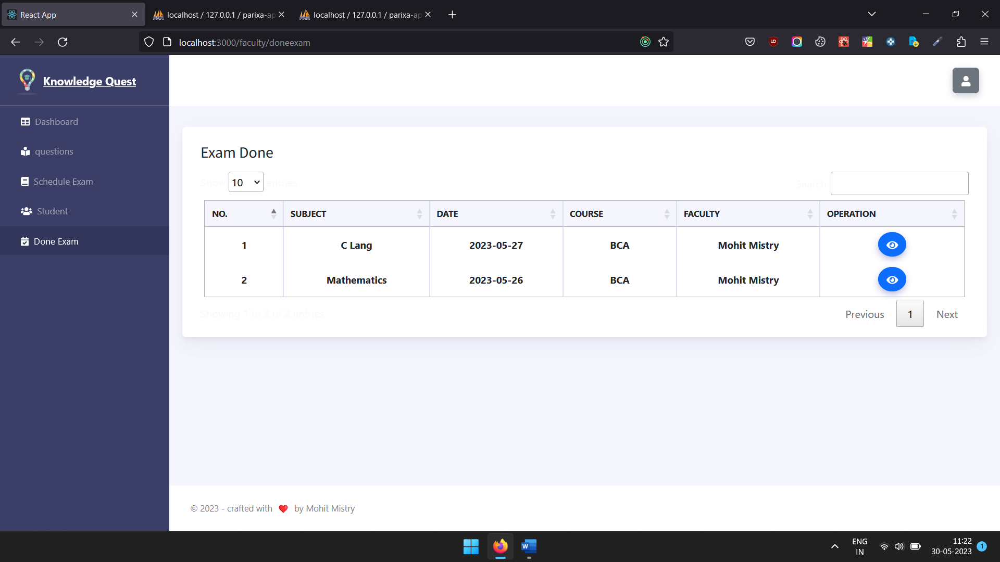 React App
localhost / 127.0.0.1 / parixa-ap
localhost / 127.0.0.1 / parixa-ap
localhost:3000/faculty/doneexam
Knowledge Quest
Dashboard
questions
Schedule Exam
Student
Done Exam
Exam Done
Show 10 entries
Search:
NO. SUBJECT DATE COURSE FACULTY OPERATION
1 C Lang 2023-05-27 BCA Mohit Mistry
2 Mathematics 2023-05-26 BCA Mohit Mistry
Showing 1 to 2 of 2 entries
Previous 1 Next
© 2023 - crafted with ❤️ by Mohit Mistry
ENG
IN
11:22
30-05-2023
1